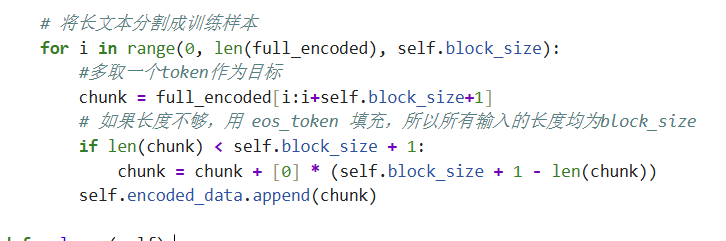 # 将长文本分割成训练样本
for i in range(0, len(full_encoded), self.block_size):
#多取一个token作为目标
chunk = full_encoded[i:i+self.block_size+1]
# 如果长度不够，用 eos_token 填充，所以所有输入的长度均为block_size
if len(chunk) < self.block_size + 1:
chunk = chunk + [0] * (self.block_size + 1 - len(chunk))
self.encoded_data.append(chunk)